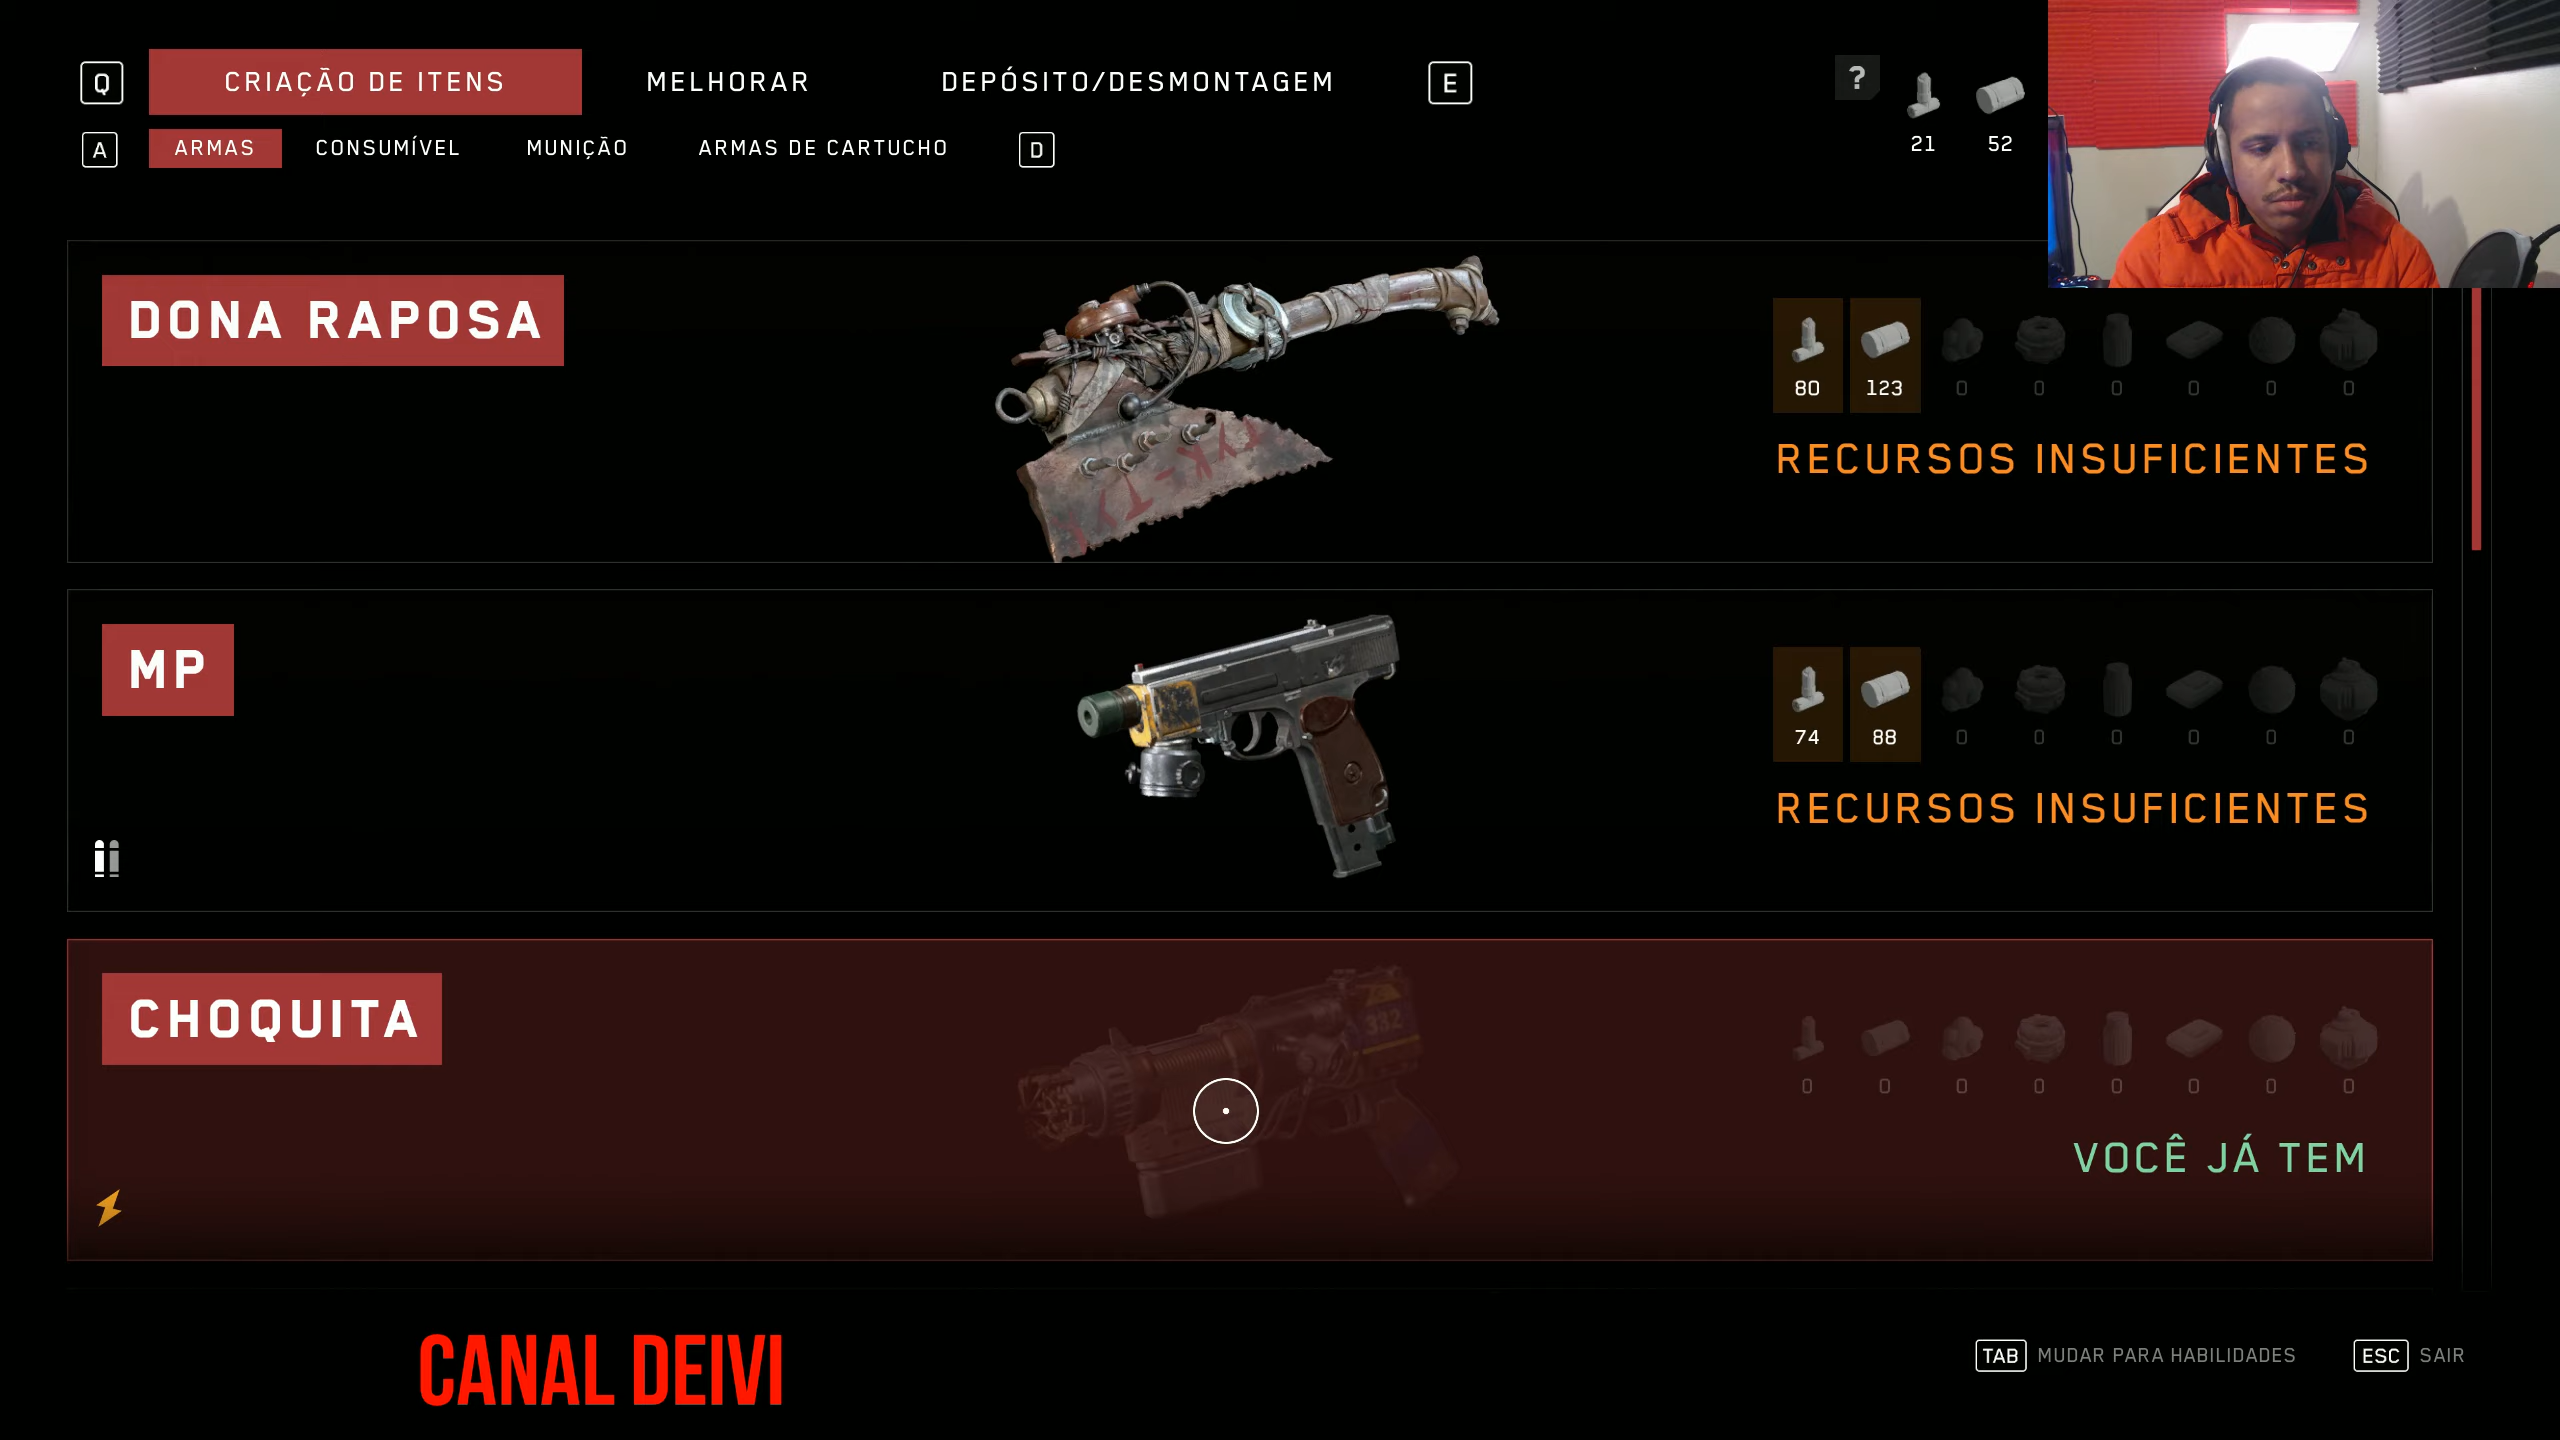 Q CRIAÇÃO DE ITENS MELHORAR DEPÓSITO/DESMONTAGEM E ?
A ARMAS CONSUMÍVEL MUNIÇÃO ARMAS DE CARTUCHO D 21 52
DONA RAPOSA
80 123 0 0 0 0 0 0
RECURSOS INSUFICIENTES
MP
74 88 0 0 0 0 0 0
RECURSOS INSUFICIENTES
CHOQUITA
332
0 0 0 0 0 0 0 0
VOCÊ JÁ TEM
CANAL DEIVI
TAB MUDAR PARA HABILIDADES ESC SAIR